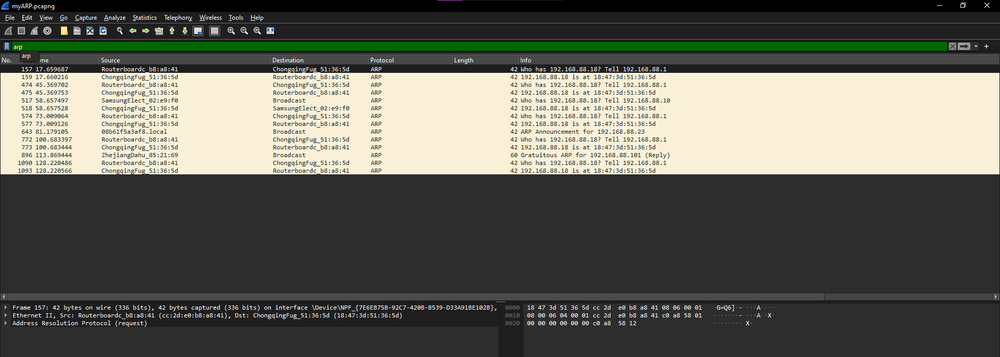 myARP.pcapng
File Edit View Go Capture Analyze Statistics Telephony Wireless Tools Help
arp
arp
No. me Source Destination Protocol Length Info
157 17.659687 Routerboardc_b8:a8:41 ChongqingFug_51:36:5d ARP 42 Who has 192.168.88.18? Tell 192.168.88.1
159 17.660216 ChongqingFug_51:36:5d Routerboardc_b8:a8:41 ARP 42 192.168.88.18 is at 18:47:3d:51:36:5d
474 45.369702 Routerboardc_b8:a8:41 ChongqingFug_51:36:5d ARP 42 Who has 192.168.88.18? Tell 192.168.88.1
475 45.369753 ChongqingFug_51:36:5d Routerboardc_b8:a8:41 ARP 42 192.168.88.18 is at 18:47:3d:51:36:5d
517 58.657497 SamsungElect_02:e9:f0 Broadcast ARP 42 Who has 192.168.88.18? Tell 192.168.88.10
518 58.657528 ChongqingFug_51:36:5d SamsungElect_02:e9:f0 ARP 42 192.168.88.18 is at 18:47:3d:51:36:5d
574 73.009064 Routerboardc_b8:a8:41 ChongqingFug_51:36:5d ARP 42 Who has 192.168.88.18? Tell 192.168.88.1
577 73.009126 ChongqingFug_51:36:5d Routerboardc_b8:a8:41 ARP 42 192.168.88.18 is at 18:47:3d:51:36:5d
643 81.179105 08b61f5a3af8.local Broadcast ARP 42 ARP Announcement for 192.168.88.23
772 100.683397 Routerboardc_b8:a8:41 ChongqingFug_51:36:5d ARP 42 Who has 192.168.88.18? Tell 192.168.88.1
773 100.683444 ChongqingFug_51:36:5d Routerboardc_b8:a8:41 ARP 42 192.168.88.18 is at 18:47:3d:51:36:5d
896 113.869444 ZhejiangDahu_85:21:69 Broadcast ARP 60 Gratuitous ARP for 192.168.88.101 (Reply)
1090 128.220486 Routerboardc_b8:a8:41 ChongqingFug_51:36:5d ARP 42 Who has 192.168.88.18? Tell 192.168.88.1
1093 128.220566 ChongqingFug_51:36:5d Routerboardc_b8:a8:41 ARP 42 192.168.88.18 is at 18:47:3d:51:36:5d
Frame 157: 42 bytes on wire (336 bits), 42 bytes captured (336 bits) on interface \Device\NPF_{7E6EB75B-92C7-420B-B539-D33A91BE102B},
Ethernet II, Src: Routerboardc_b8:a8:41 (cc:2d:e0:b8:a8:41), Dst: ChongqingFug_51:36:5d (18:47:3d:51:36:5d)
Address Resolution Protocol (request)
0000 18 47 3d 51 36 5d cc 2d e0 b8 a8 41 08 06 00 01 ·G=Q6]·- ···A····
0010 08 00 06 04 00 01 cc 2d e0 b8 a8 41 c0 a8 58 01 ·······- ···A··X·
0020 00 00 00 00 00 00 c0 a8 58 12 ········ X·